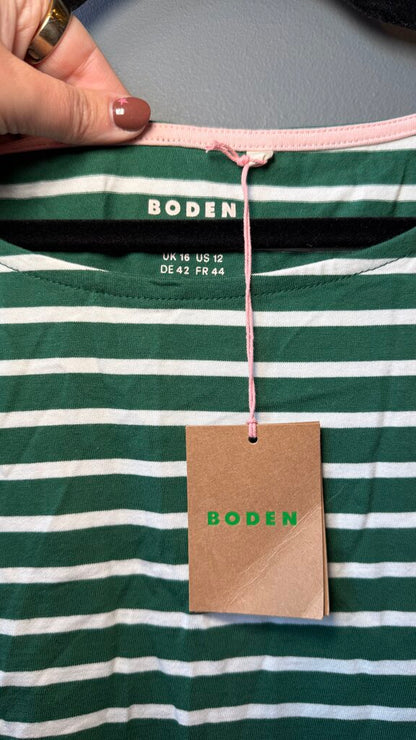 BODEN
UK 16 US 12
DE 42 FR 44
BODEN